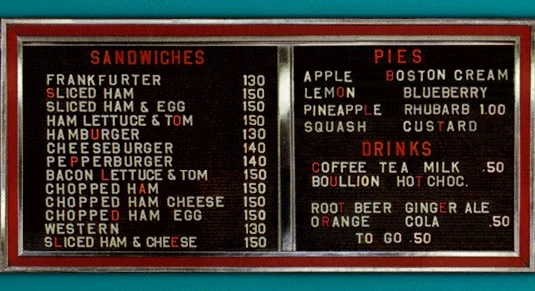 SANDWICHES
FRANKFURTER 130
SLICED HAM 150
SLICED HAM & EGG 150
HAM LETTUCE & TOM 150
HAMBURGER 130
CHEESEBURGER 140
PEPPERBURGER 140
BACON LETTUCE & TOM 150
CHOPPED HAM 150
CHOPPED HAM CHEESE 150
CHOPPED HAM EGG 150
WESTERN 130
SLICED HAM & CHEESE 150
PIES
APPLE BOSTON CREAM
LEMON BLUEBERRY
PINEAPPLE RHUBARB 1.00
SQUASH CUSTARD
DRINKS
COFFEE TEA MILK .50
BOULLION HOT CHOC.
ROOT BEER GINGER ALE
ORANGE COLA .50
TO GO .50